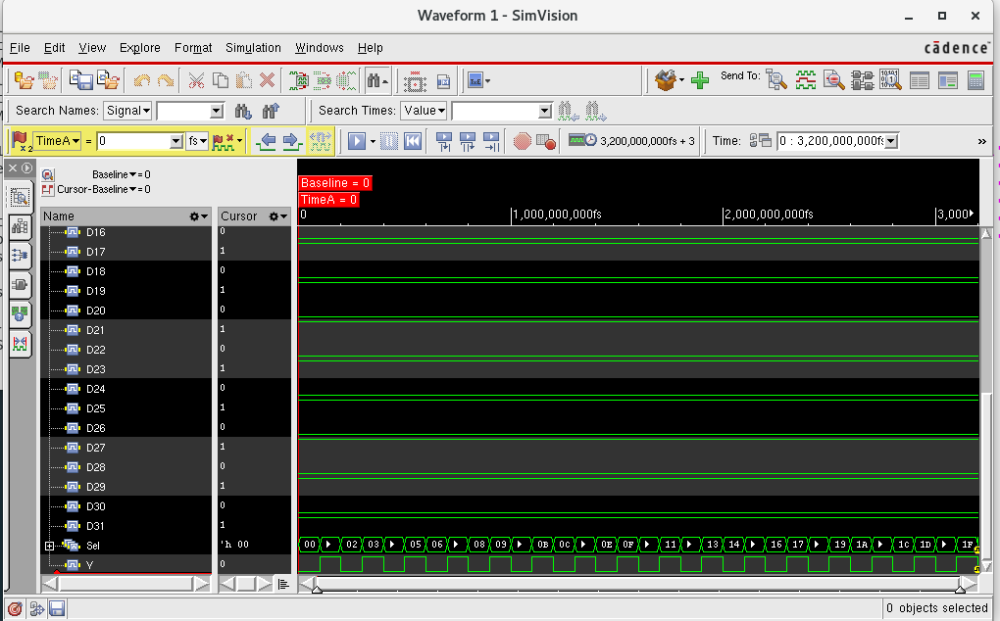 Waveform 1 - SimVision
File Edit View Explore Format Simulation Windows Help
cādence
Send To:
Search Names: Signal Search Times: Value
TimeA = 0 fs 3,200,000,000fs + 3 Time: 0 : 3,200,000,000fs »
Baseline = 0
Cursor-Baseline = 0
Baseline = 0
TimeA = 0
Name Cursor 0 1,000,000,000fs 2,000,000,000fs 3,000
D16 0
D17 1
D18 0
D19 1
D20 0
D21 1
D22 0
D23 1
D24 0
D25 1
D26 0
D27 1
D28 0
D29 1
D30 0
D31 1
Sel 'h 00 00 02 03 05 06 08 09 0B 0C 0E 0F 11 13 14 16 17 19 1A 1C 1D 1F
Y 0
0 objects selected